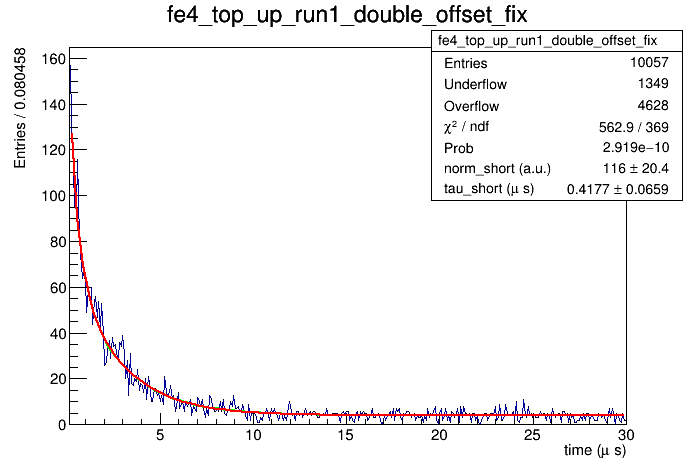 fe4_top_up_run1_double_offset_fix
Entries / 0.080458
160
140
120
100
80
60
40
20
0
fe4_top_up_run1_double_offset_fix
Entries 10057
Underflow 1349
Overflow 4628
χ² / ndf 562.9 / 369
Prob 2.919e−10
norm_short (a.u.) 116 ± 20.4
tau_short (μ s) 0.4177 ± 0.0659
5 10 15 20 25 30
time (μ s)